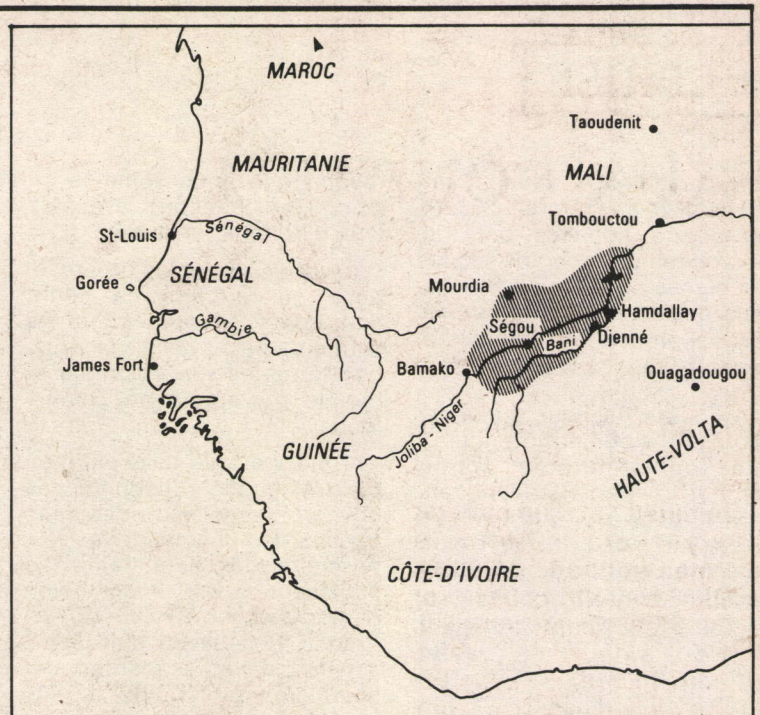 MAROC
Taoudenit
MAURITANIE
MALI
Tombouctou
St-Louis
Sénégal
Gorée
SÉNÉGAL
Mourdia
Gambie
Hamdallay
Ségou
Djenné
Bani
James Fort
Bamako
Ouagadougou
Joliba-Niger
GUINÉE
HAUTE-VOLTA
CÔTE-D'IVOIRE